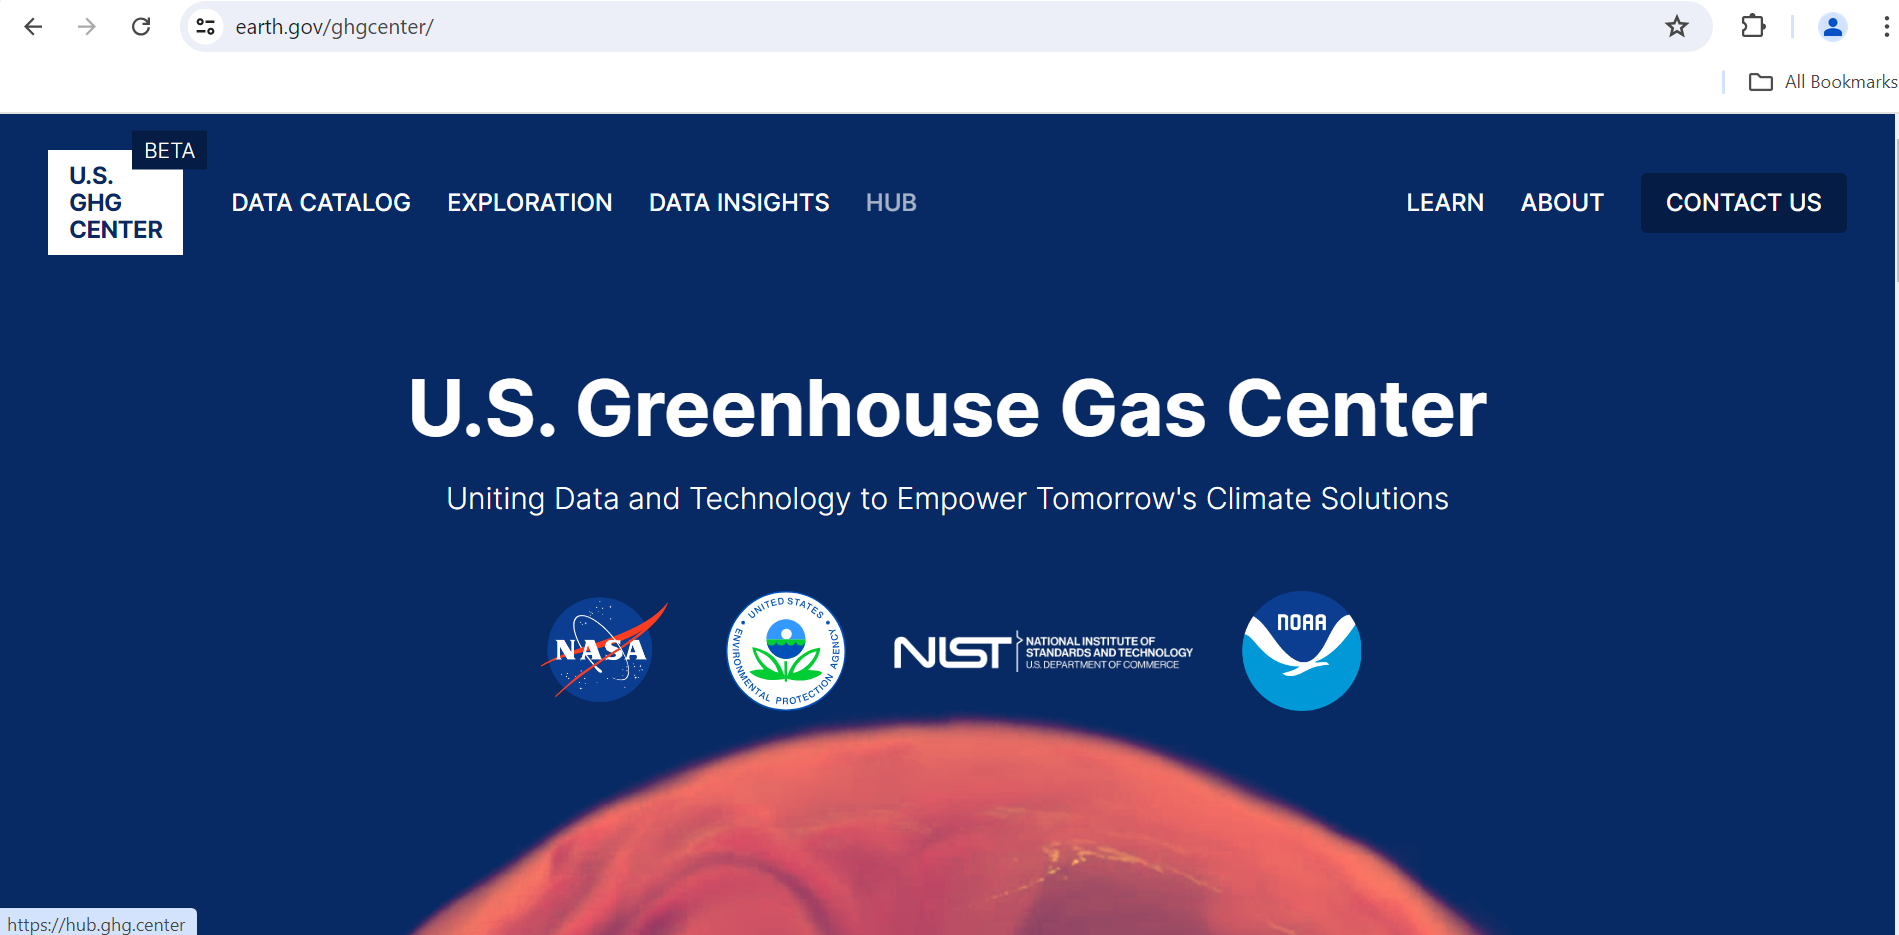 earth.gov/ghgcenter/
All Bookmarks
BETA
U.S.
GHG
CENTER
DATA CATALOG
EXPLORATION
DATA INSIGHTS
HUB
LEARN
ABOUT
CONTACT US
U.S. Greenhouse Gas Center
Uniting Data and Technology to Empower Tomorrow's Climate Solutions
NASA
UNITED STATES
ENVIRONMENTAL PROTECTION AGENCY
NIST
NATIONAL INSTITUTE OF
STANDARDS AND TECHNOLOGY
U.S. DEPARTMENT OF COMMERCE
NOAA
https://hub.ghg.center